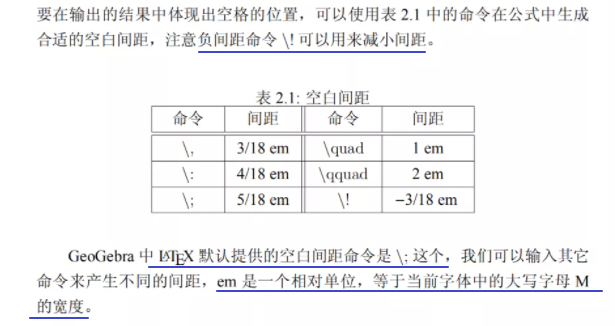 要在输出的结果中体现出空格的位置，可以使用表 2.1 中的命令在公式中生成
合适的空白间距，注意负间距命令 \! 可以用来减小间距。
表 2.1: 空白间距
命令 间距 命令 间距
\, 3/18 em \quad 1 em
\: 4/18 em \qquad 2 em
\; 5/18 em \! −3/18 em
GeoGebra 中 LATEX 默认提供的空白间距命令是 \; 这个，我们可以输入其它
命令来产生不同的间距，em 是一个相对单位，等于当前字体中的大写字母 M
的宽度。